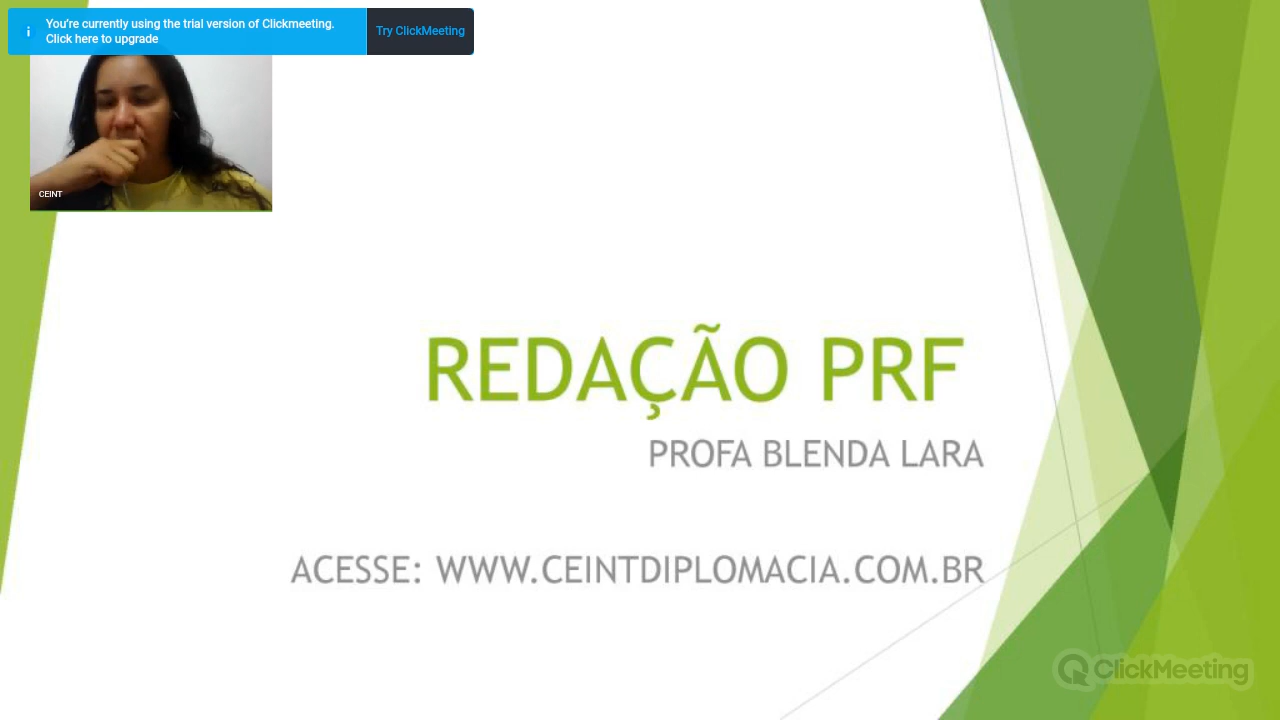 You're currently using the trial version of Clickmeeting.
Click here to upgrade
Try ClickMeeting
CEINT
REDAÇÃO PRF
PROFA BLENDA LARA
ACESSE: WWW.CEINTDIPLOMACIA.COM.BR
ClickMeeting